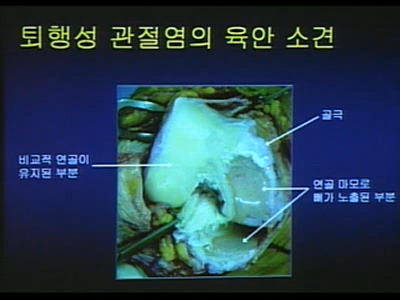 퇴행성 관절염의 육안 소견
골극
비교적 연골이
유지된 부분
연골 마모로
뼈가 노출된 부분